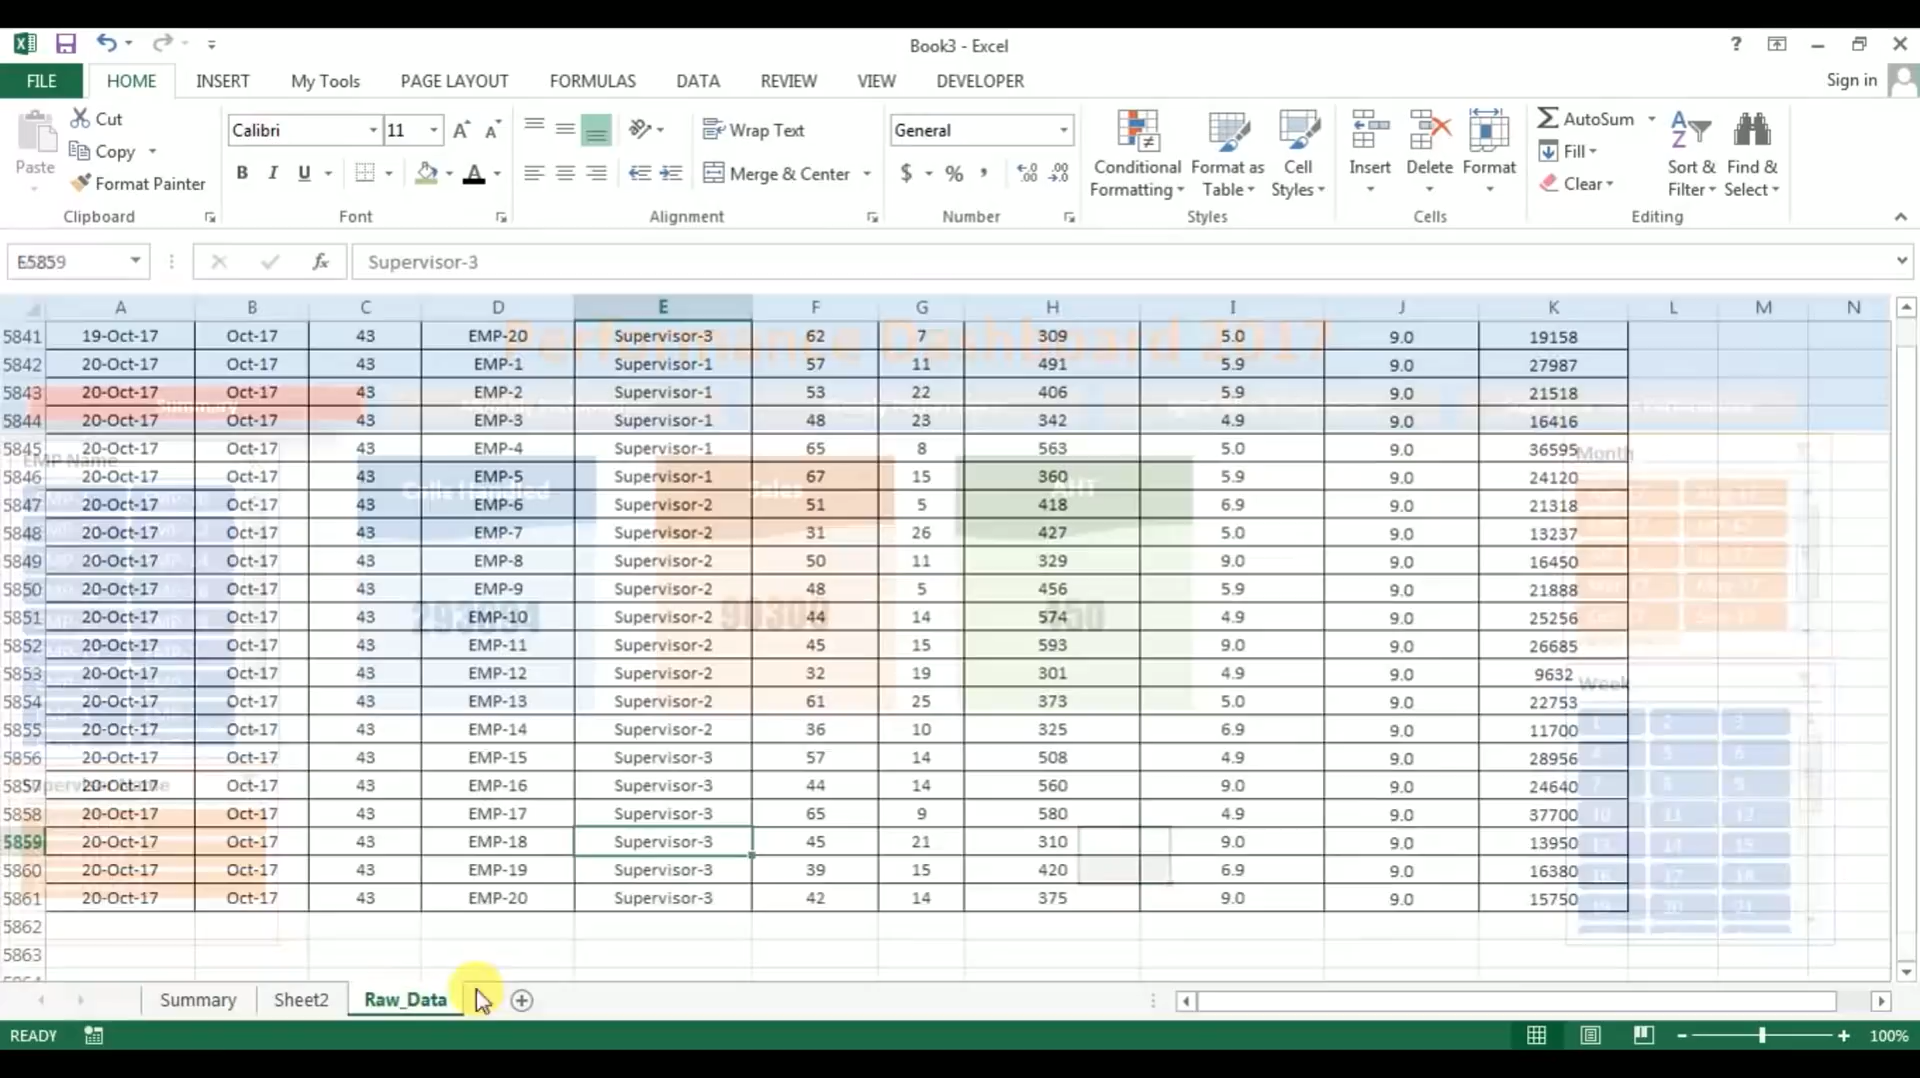 Book3 - Excel
?
FILE HOME INSERT My Tools PAGE LAYOUT FORMULAS DATA REVIEW VIEW DEVELOPER Sign in
Paste Cut Copy Format Painter Clipboard
Calibri 11 B I U A Font
Wrap Text Merge & Center Alignment
General $ % , Number
Conditional Formatting Format as Table Cell Styles Styles
Insert Delete Format Cells
AutoSum Fill Clear Sort & Filter Find & Select Editing
E5859 fx Supervisor-3
A B C D E F G H I J K L M N
5841 19-Oct-17 Oct-17 43 EMP-20 Supervisor-3 62 7 309 5.0 9.0 19158
5842 20-Oct-17 Oct-17 43 EMP-1 Supervisor-1 57 11 491 5.9 9.0 27987
5843 20-Oct-17 Oct-17 43 EMP-2 Supervisor-1 53 22 406 5.9 9.0 21518
5844 20-Oct-17 Oct-17 43 EMP-3 Supervisor-1 48 23 342 4.9 9.0 16416
5845 20-Oct-17 Oct-17 43 EMP-4 Supervisor-1 65 8 563 5.0 9.0 36595
5846 20-Oct-17 Oct-17 43 EMP-5 Supervisor-1 67 15 360 5.9 9.0 24120
5847 20-Oct-17 Oct-17 43 EMP-6 Supervisor-2 51 5 418 6.9 9.0 21318
5848 20-Oct-17 Oct-17 43 EMP-7 Supervisor-2 31 26 427 5.0 9.0 13237
5849 20-Oct-17 Oct-17 43 EMP-8 Supervisor-2 50 11 329 9.0 9.0 16450
5850 20-Oct-17 Oct-17 43 EMP-9 Supervisor-2 48 5 456 5.9 9.0 21888
5851 20-Oct-17 Oct-17 43 EMP-10 Supervisor-2 44 14 574 4.9 9.0 25256
5852 20-Oct-17 Oct-17 43 EMP-11 Supervisor-2 45 15 593 9.0 9.0 26685
5853 20-Oct-17 Oct-17 43 EMP-12 Supervisor-2 32 19 301 4.9 9.0 9632
5854 20-Oct-17 Oct-17 43 EMP-13 Supervisor-2 61 25 373 5.0 9.0 22753
5855 20-Oct-17 Oct-17 43 EMP-14 Supervisor-2 36 10 325 6.9 9.0 11700
5856 20-Oct-17 Oct-17 43 EMP-15 Supervisor-3 57 14 508 4.9 9.0 28956
5857 20-Oct-17 Oct-17 43 EMP-16 Supervisor-3 44 14 560 9.0 9.0 24640
5858 20-Oct-17 Oct-17 43 EMP-17 Supervisor-3 65 9 580 4.9 9.0 37700
5859 20-Oct-17 Oct-17 43 EMP-18 Supervisor-3 45 21 310 9.0 9.0 13950
5860 20-Oct-17 Oct-17 43 EMP-19 Supervisor-3 39 15 420 6.9 9.0 16380
5861 20-Oct-17 Oct-17 43 EMP-20 Supervisor-3 42 14 375 9.0 9.0 15750
5862
5863
Performance Dashboard 2017
Summary
EMP Name
Calls Handled Sales AHT
Month
Week
1 2 3
Supervisor Name
Summary Sheet2 Raw_Data
READY 100%